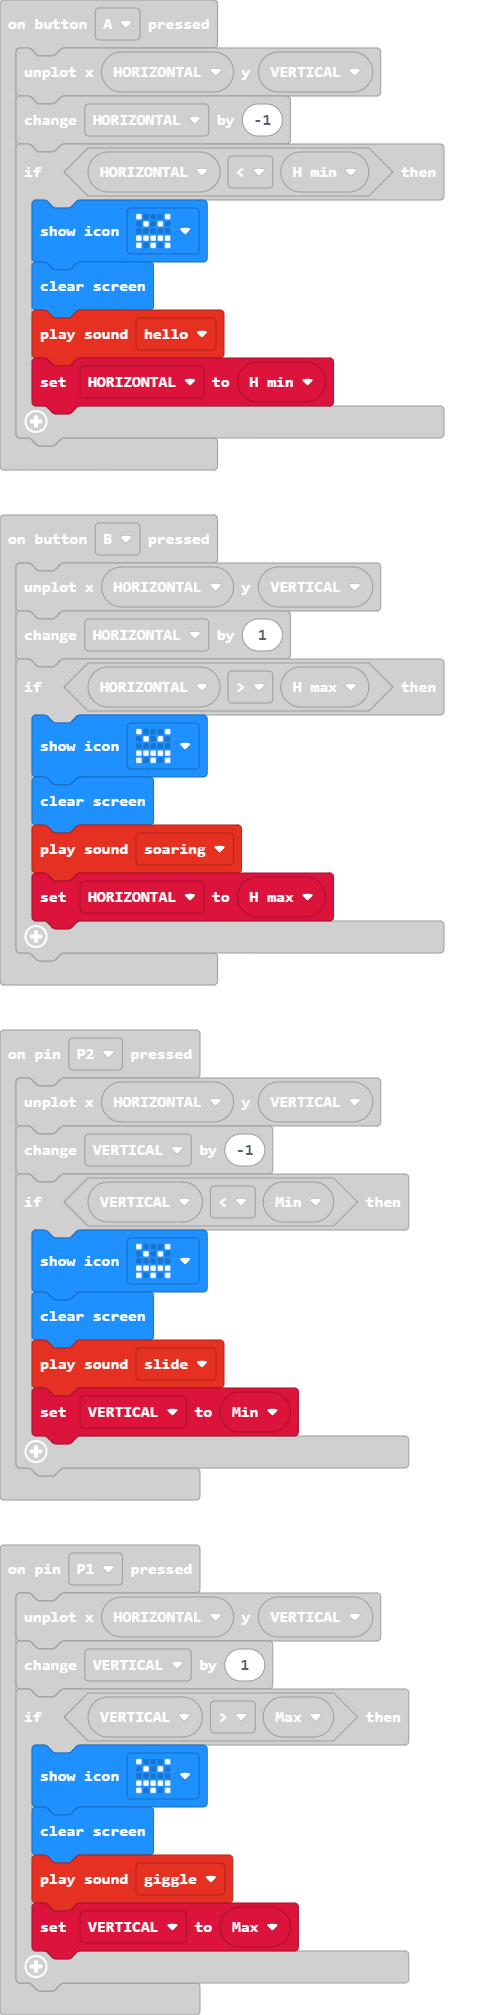 on button A pressed
unplot x HORIZONTAL y VERTICAL
change HORIZONTAL by -1
if HORIZONTAL < H min then
show icon
clear screen
play sound hello
set HORIZONTAL to H min
on button B pressed
unplot x HORIZONTAL y VERTICAL
change HORIZONTAL by 1
if HORIZONTAL > H max then
show icon
clear screen
play sound soaring
set HORIZONTAL to H max
on pin P2 pressed
unplot x HORIZONTAL y VERTICAL
change VERTICAL by -1
if VERTICAL < Min then
show icon
clear screen
play sound slide
set VERTICAL to Min
on pin P1 pressed
unplot x HORIZONTAL y VERTICAL
change VERTICAL by 1
if VERTICAL > Max then
show icon
clear screen
play sound giggle
set VERTICAL to Max